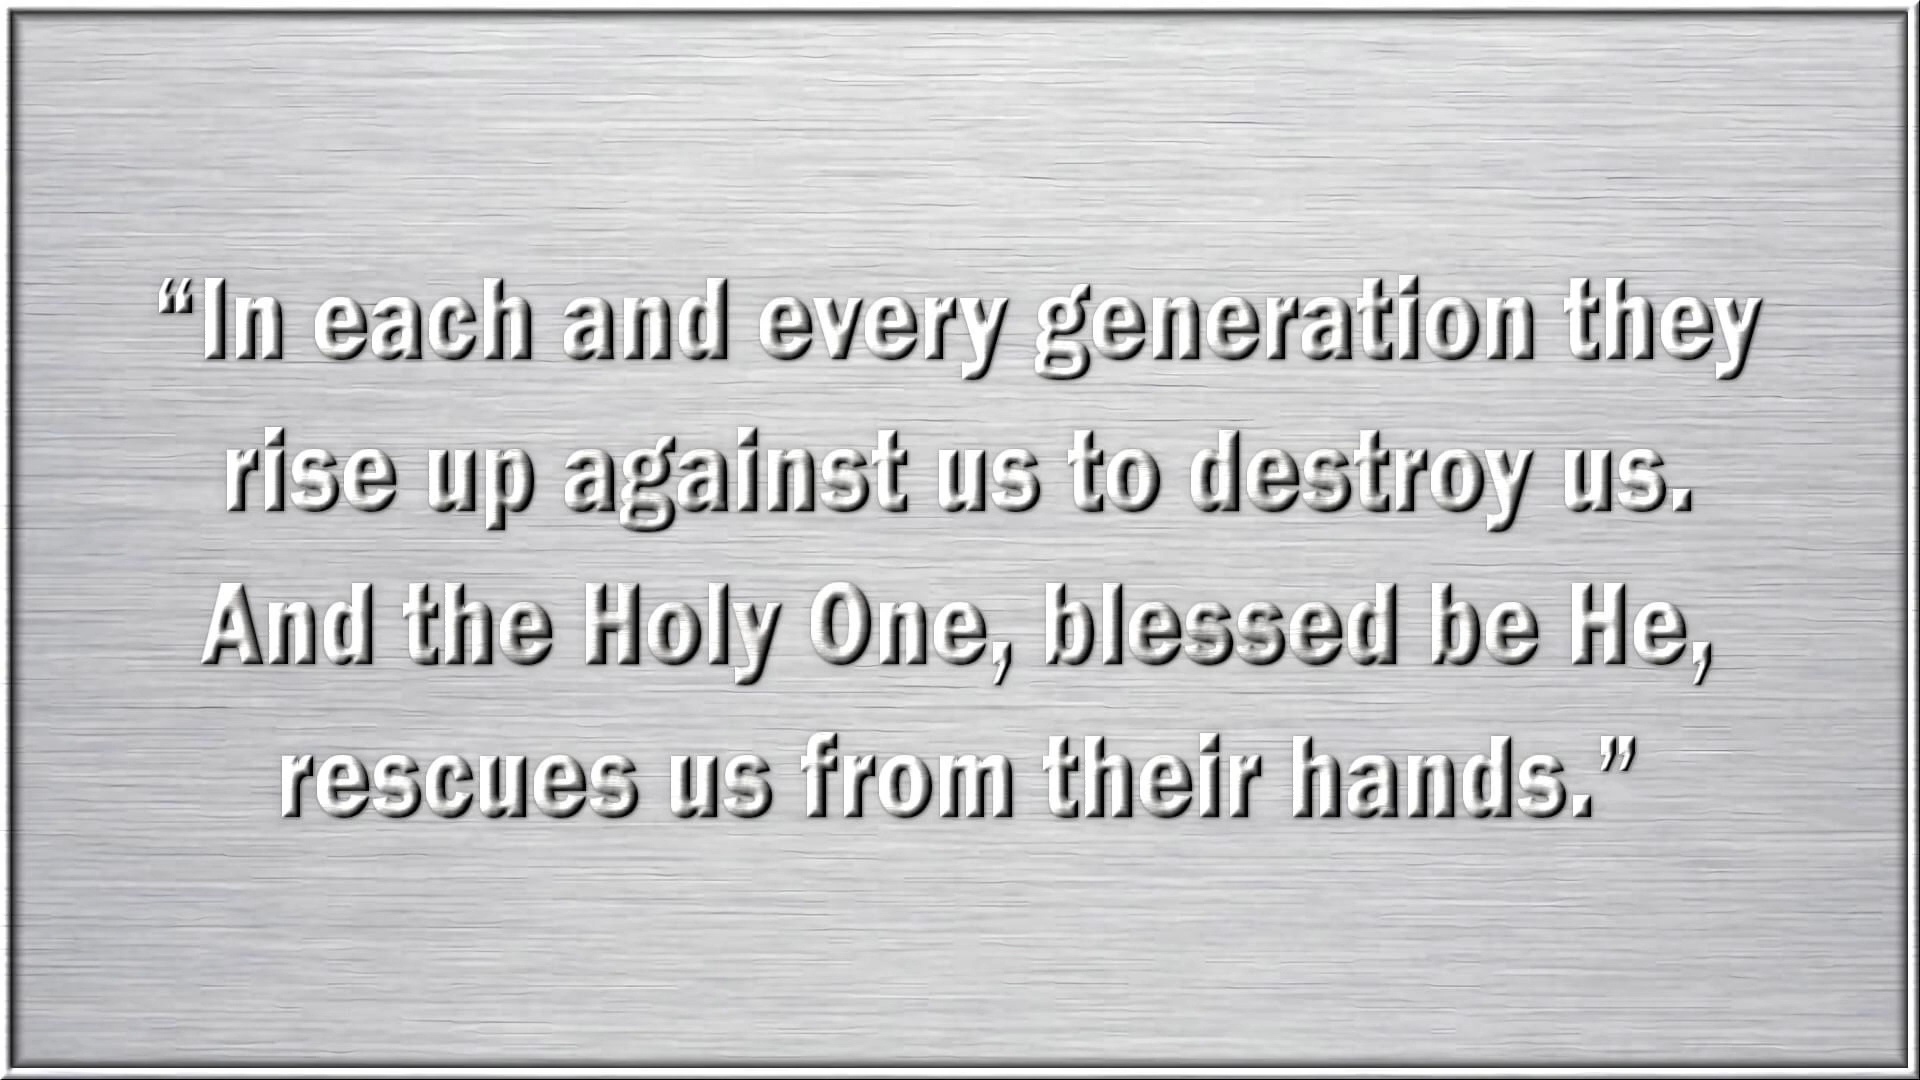 “In each and every generation they
rise up against us to destroy us.
And the Holy One, blessed be He,
rescues us from their hands.”